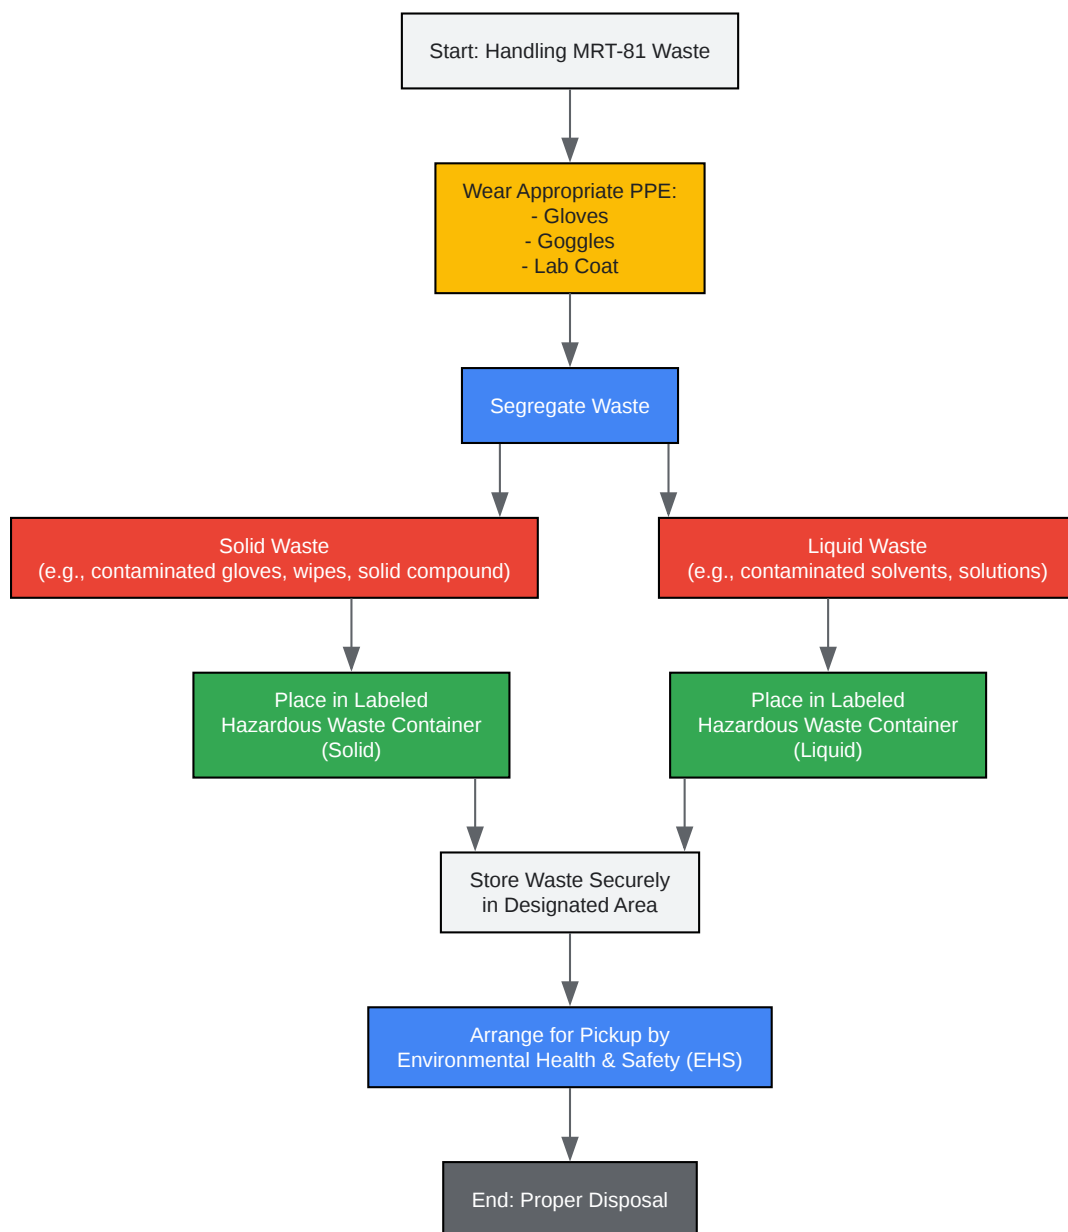 Start: Handling MRT-81 Waste
Wear Appropriate PPE:
- Gloves
- Goggles
- Lab Coat
Segregate Waste
Solid Waste
(e.g., contaminated gloves, wipes, solid compound)
Liquid Waste
(e.g., contaminated solvents, solutions)
Place in Labeled
Hazardous Waste Container
(Solid)
Place in Labeled
Hazardous Waste Container
(Liquid)
Store Waste Securely
in Designated Area
Arrange for Pickup by
Environmental Health & Safety (EHS)
End: Proper Disposal